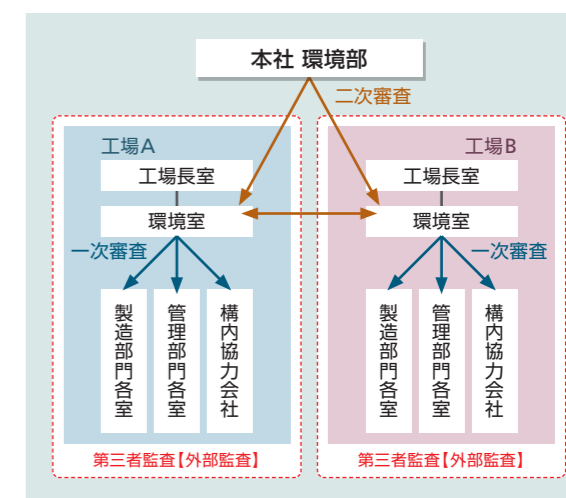 本社 環境部
二次審査
工場A
工場長室
環境室
一次審査
製造部門各室
管理部門各室
構内協力会社
第三者監査【外部監査】
工場B
工場長室
環境室
一次審査
製造部門各室
管理部門各室
構内協力会社
第三者監査【外部監査】